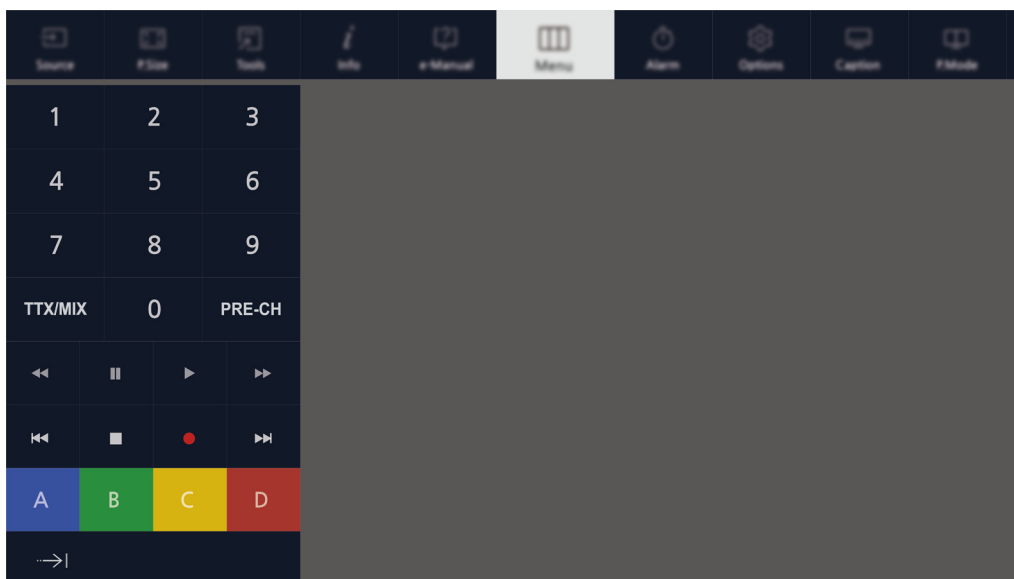 Source P.Size Tools Info e-Manual Menu Alarm Options Caption P.Mode
1 2 3
4 5 6
7 8 9
TTX/MIX 0 PRE-CH
A B C D